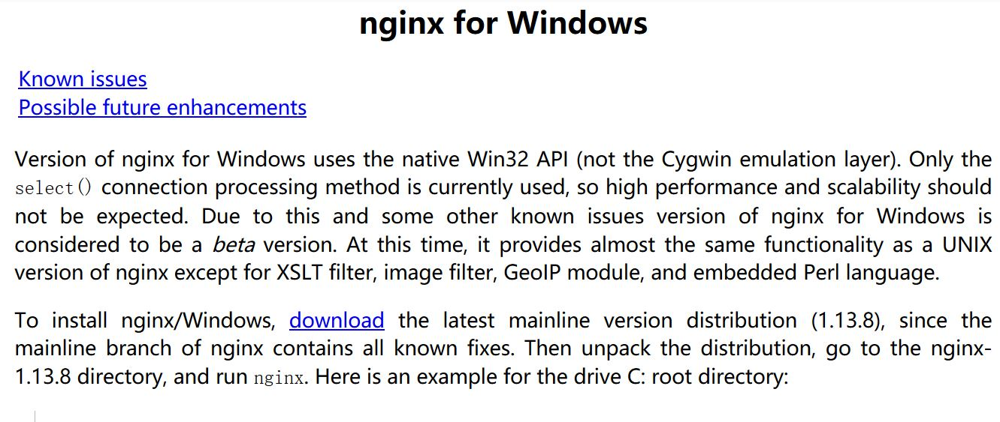 nginx for Windows
Known issues
Possible future enhancements
Version of nginx for Windows uses the native Win32 API (not the Cygwin emulation layer). Only the
select() connection processing method is currently used, so high performance and scalability should
not be expected. Due to this and some other known issues version of nginx for Windows is
considered to be a beta version. At this time, it provides almost the same functionality as a UNIX
version of nginx except for XSLT filter, image filter, GeoIP module, and embedded Perl language.
To install nginx/Windows, download the latest mainline version distribution (1.13.8), since the
mainline branch of nginx contains all known fixes. Then unpack the distribution, go to the nginx-
1.13.8 directory, and run nginx. Here is an example for the drive C: root directory: